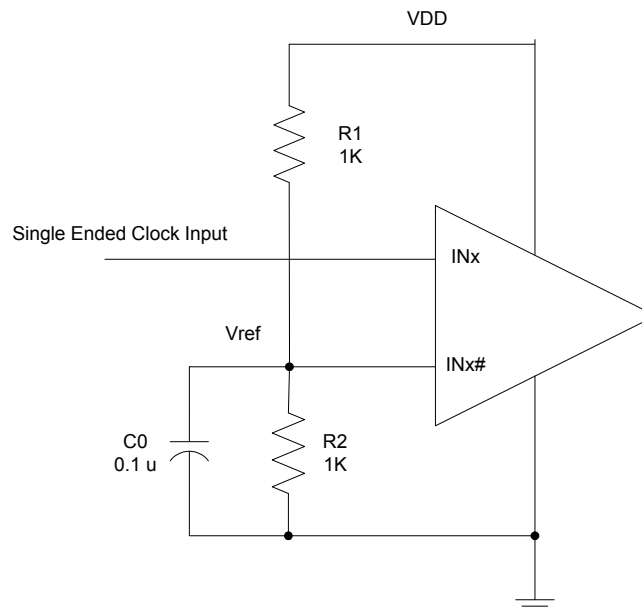 VDD
R1
1K
Single Ended Clock Input
INx
Vref
INx#
C0
0.1 u
R2
1K